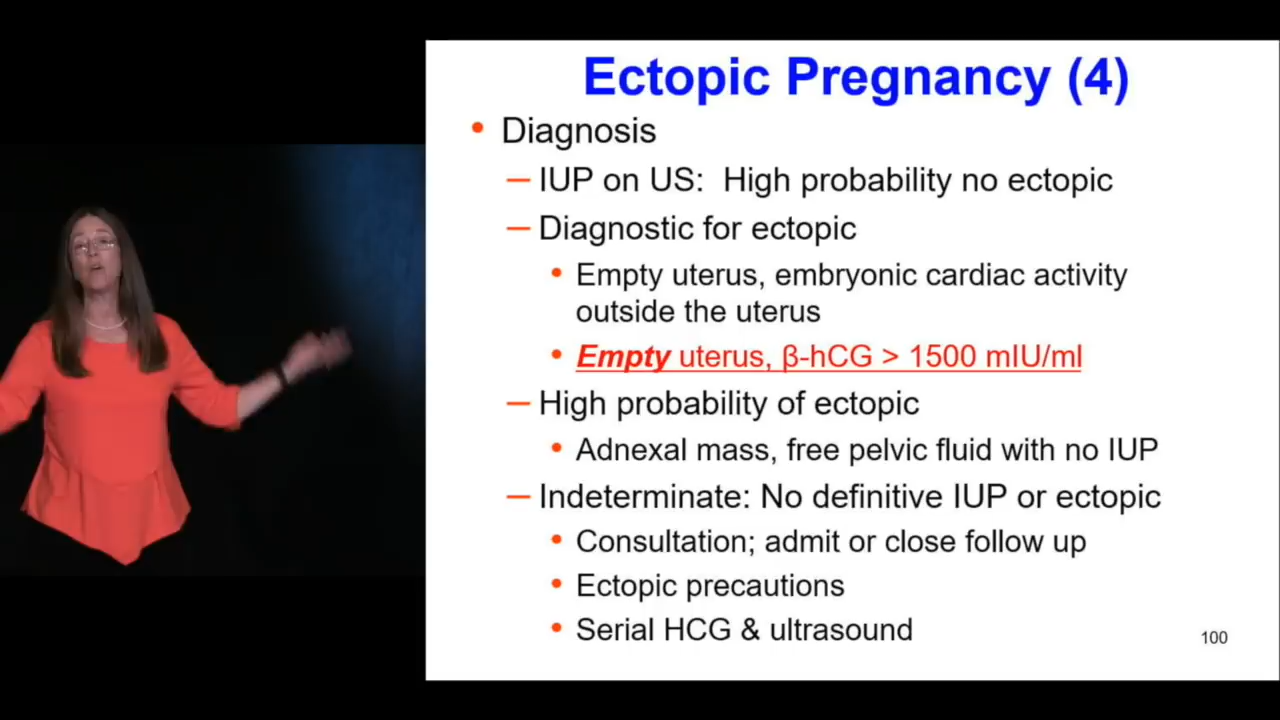 Ectopic Pregnancy (4)
• Diagnosis
– IUP on US: High probability no ectopic
– Diagnostic for ectopic
• Empty uterus, embryonic cardiac activity
outside the uterus
• Empty uterus, β-hCG > 1500 mIU/ml
– High probability of ectopic
• Adnexal mass, free pelvic fluid with no IUP
– Indeterminate: No definitive IUP or ectopic
• Consultation; admit or close follow up
• Ectopic precautions
• Serial HCG & ultrasound
100